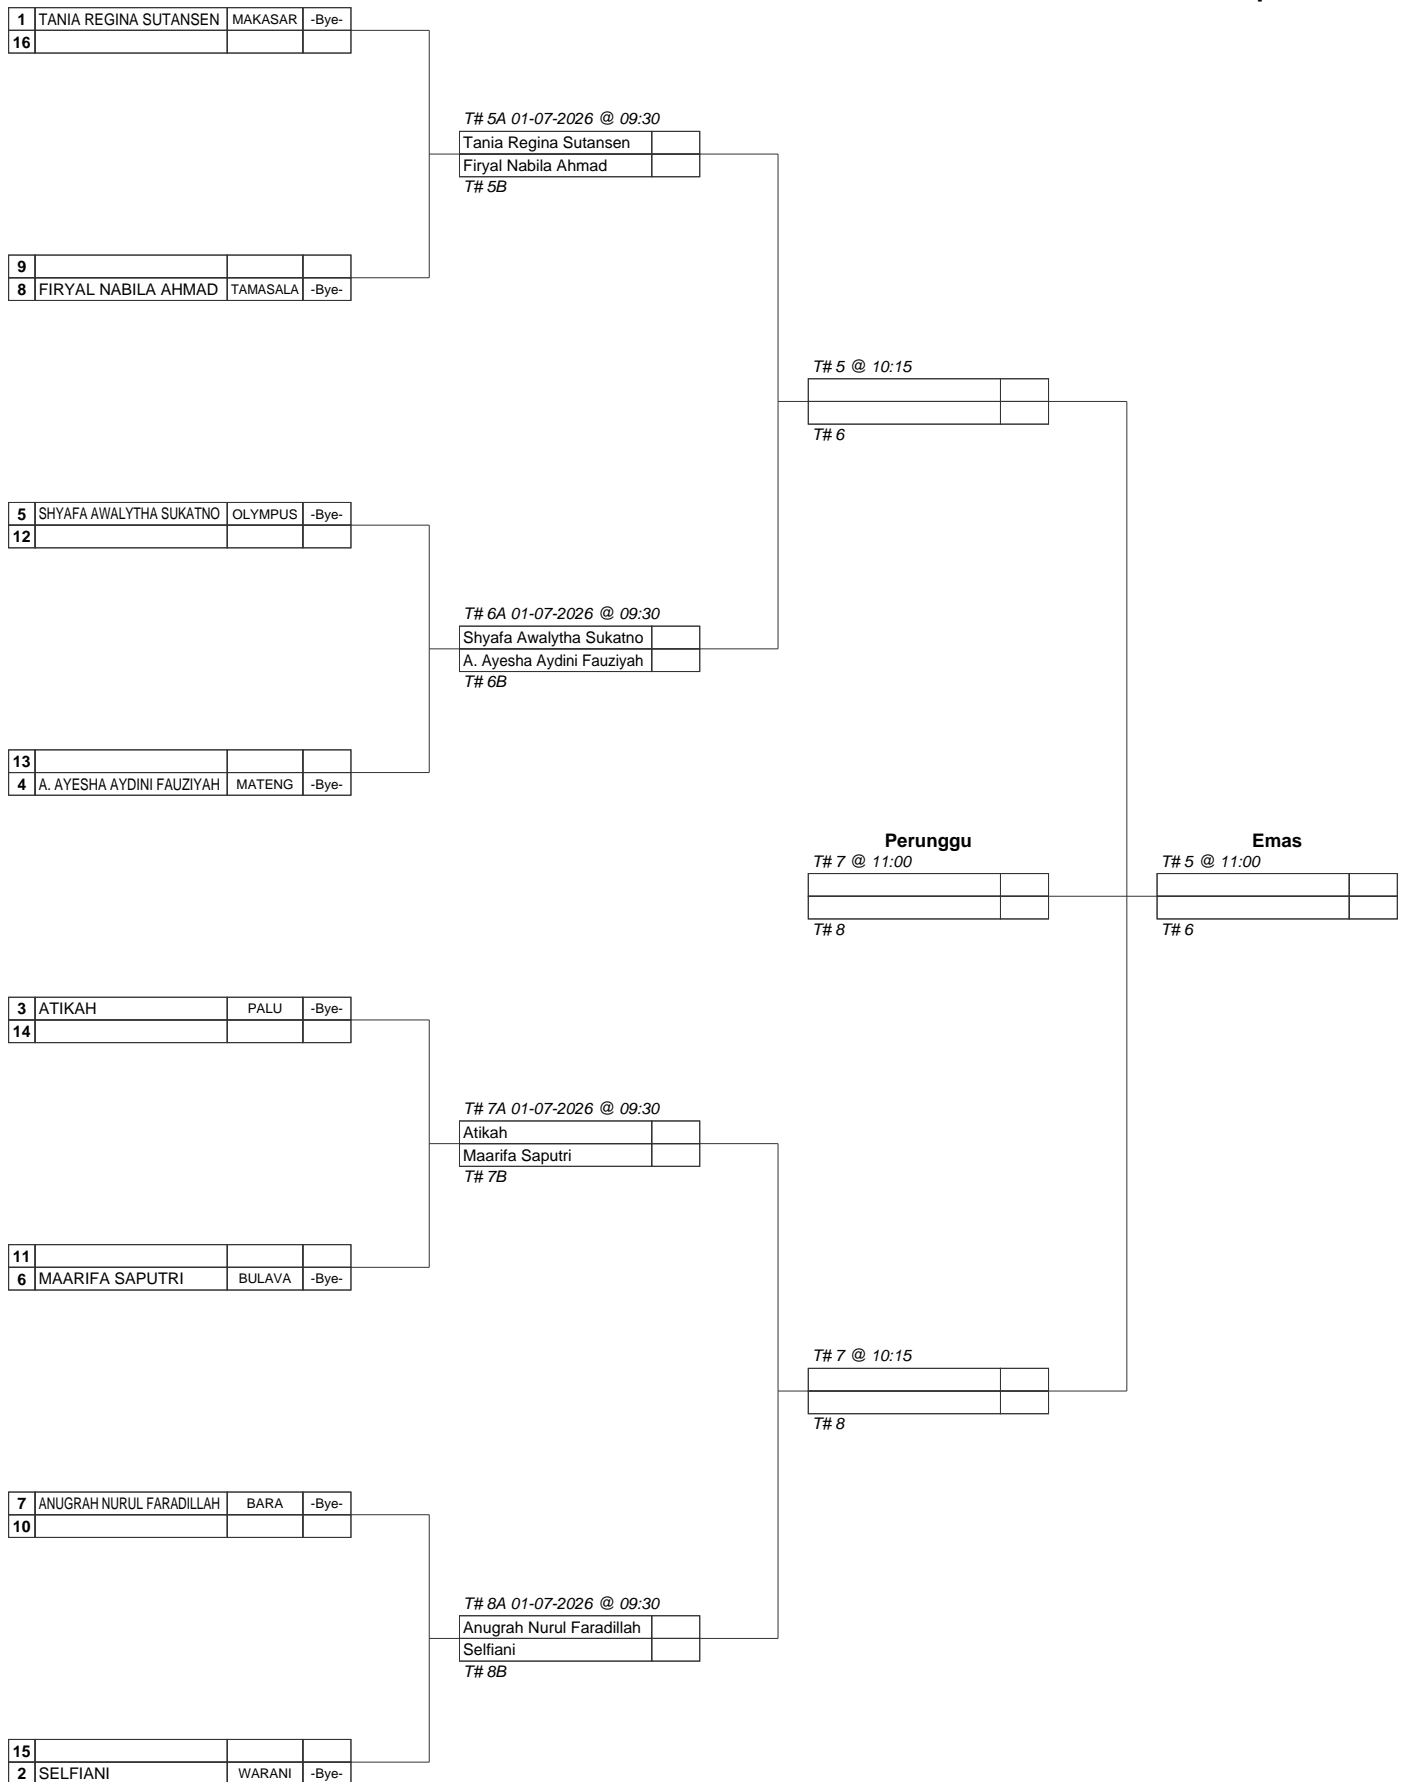 1 TANIA REGINA SUTANSEN MAKASAR -Bye-
16
T# 5A 01-07-2026 @ 09:30
Tania Regina Sutansen
Firyal Nabila Ahmad
T# 5B
9
8 FIRYAL NABILA AHMAD TAMASALA -Bye-
T# 5 @ 10:15
T# 6
5 SHYAFA AWALYTHA SUKATNO OLYMPUS -Bye-
12
T# 6A 01-07-2026 @ 09:30
Shyafa Awalytha Sukatno
A. Ayesha Aydini Fauziyah
T# 6B
13
4 A. AYESHA AYDINI FAUZIYAH MATENG -Bye-
Perunggu Emas
T# 7 @ 11:00 T# 5 @ 11:00
T# 8 T# 6
3 ATIKAH PALU -Bye-
14
T# 7A 01-07-2026 @ 09:30
Atikah
Maarifa Saputri
T# 7B
11
6 MAARIFA SAPUTRI BULAVA -Bye-
T# 7 @ 10:15
T# 8
7 ANUGRAH NURUL FARADILLAH BARA -Bye-
10
T# 8A 01-07-2026 @ 09:30
Anugrah Nurul Faradillah
Selfiani
T# 8B
15
2 SELFIANI WARANI -Bye-